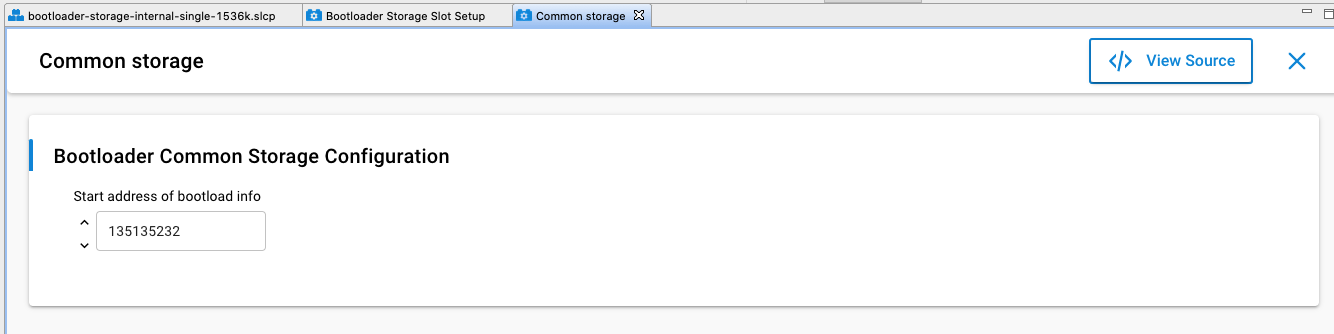 bootloader-storage-internal-single-1536k.slcp
Bootloader Storage Slot Setup
Common storage
Common storage
View Source
Bootloader Common Storage Configuration
Start address of bootload info
135135232